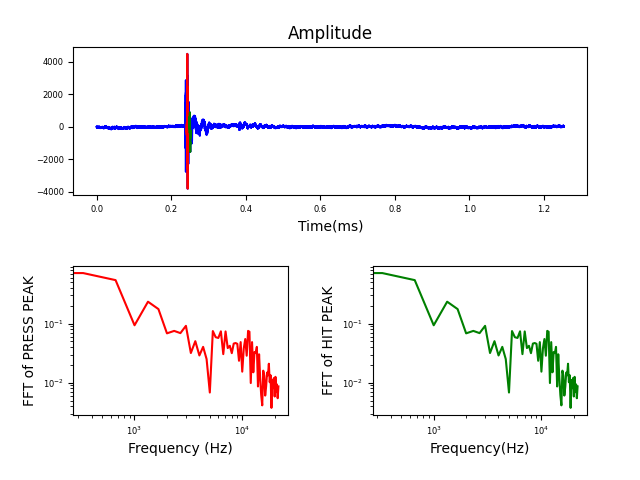 Amplitude
4000
2000
0
−2000
−4000
0.0 0.2 0.4 0.6 0.8 1.0 1.2
Time(ms)
FFT of PRESS PEAK
10⁻¹
10⁻²
10³ 10⁴
Frequency (Hz)
FFT of HIT PEAK
10⁻¹
10⁻²
10³ 10⁴
Frequency(Hz)